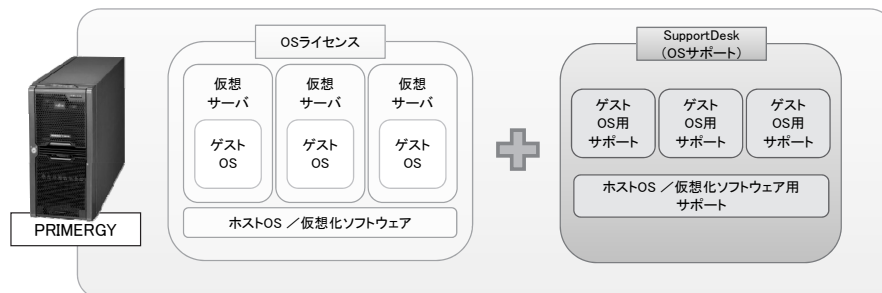 OSライセンス
仮想
サーバ
ゲスト
OS
仮想
サーバ
ゲスト
OS
仮想
サーバ
ゲスト
OS
ホストOS ／仮想化ソフトウェア
SupportDesk
（OSサポート）
ゲスト
OS用
サポート
ゲスト
OS用
サポート
ゲスト
OS用
サポート
ホストOS ／仮想化ソフトウェア用
サポート
PRIMERGY